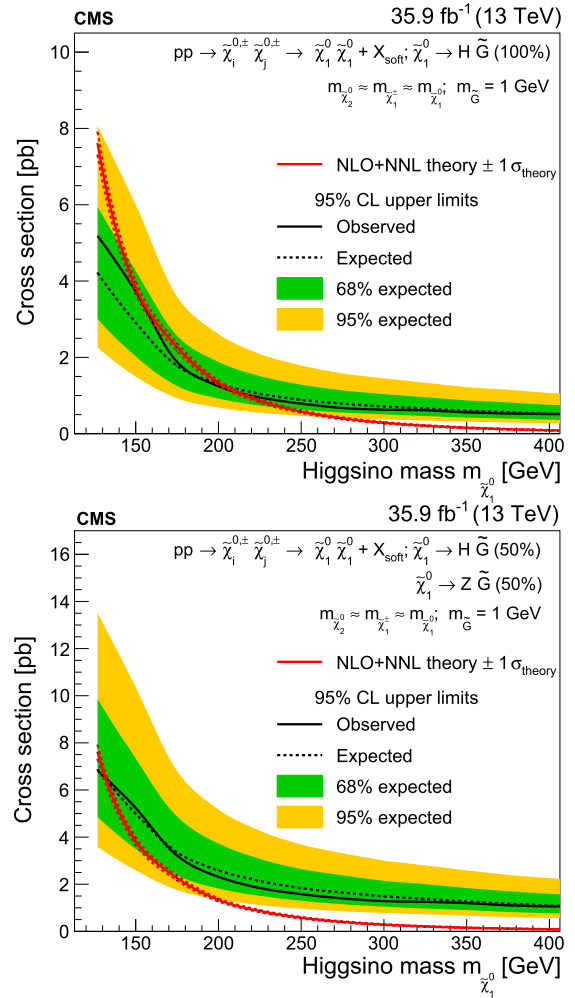 CMS 35.9 fb⁻¹ (13 TeV)
pp → χ̃ᵢ⁰,± χ̃ⱼ⁰,± → χ̃₁⁰ χ̃₁⁰ + X_soft; χ̃₁⁰ → H G̃ (100%)
m_χ̃₂⁰ ≈ m_χ̃₁± ≈ m_χ̃₁⁰; m_G̃ = 1 GeV
NLO+NNL theory ± 1 σ_theory
95% CL upper limits
Observed
Expected
68% expected
95% expected
Cross section [pb]
10
8
6
4
2
0
150 200 250 300 350 400
Higgsino mass m_χ̃₁⁰ [GeV]
CMS 35.9 fb⁻¹ (13 TeV)
pp → χ̃ᵢ⁰,± χ̃ⱼ⁰,± → χ̃₁⁰ χ̃₁⁰ + X_soft; χ̃₁⁰ → H G̃ (50%)
χ̃₁⁰ → Z G̃ (50%)
m_χ̃₂⁰ ≈ m_χ̃₁± ≈ m_χ̃₁⁰; m_G̃ = 1 GeV
NLO+NNL theory ± 1 σ_theory
95% CL upper limits
Observed
Expected
68% expected
95% expected
Cross section [pb]
16
14
12
10
8
6
4
2
0
150 200 250 300 350 400
Higgsino mass m_χ̃₁⁰ [GeV]